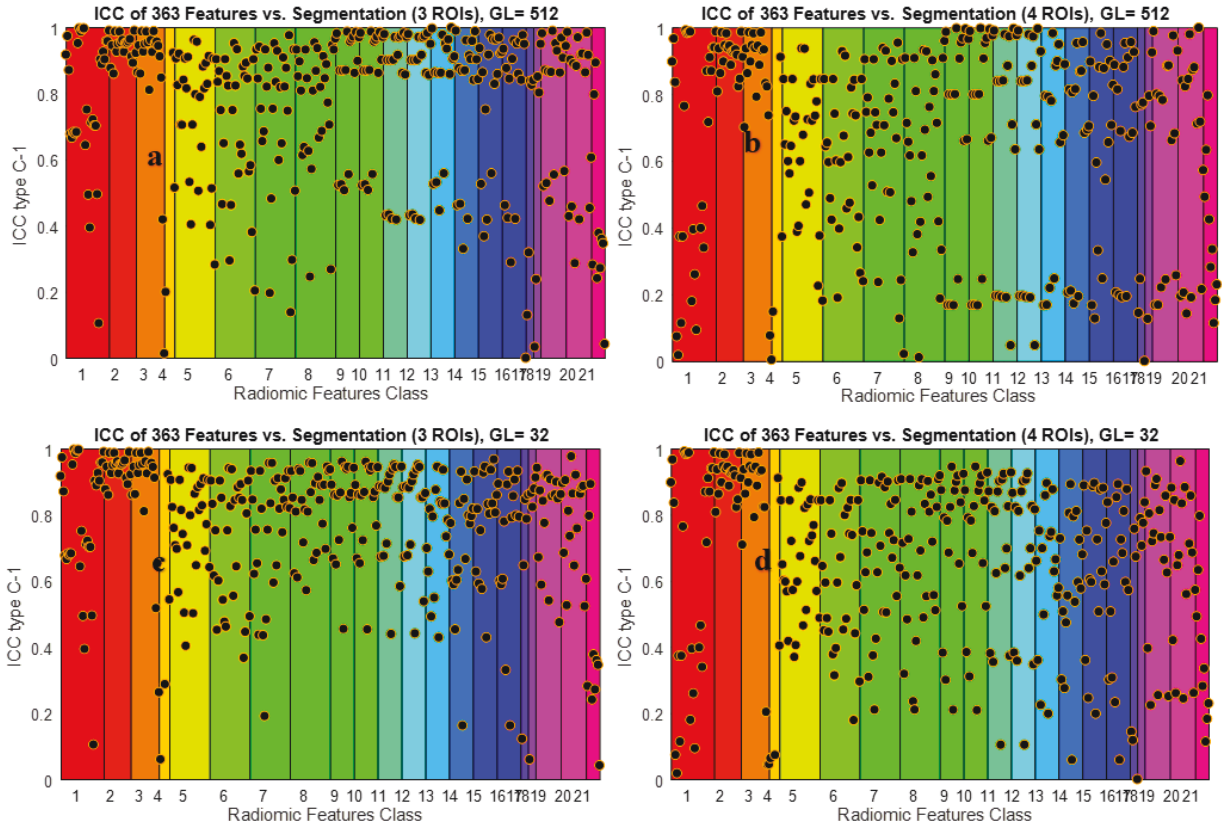 ICC of 363 Features vs. Segmentation (3 ROIs), GL= 512
1
0.8
0.6
0.4
0.2
0
ICC type C-1
a
1 2 3 4 5 6 7 8 9 10 11 12 13 14 15 16 17 18 19 20 21
Radiomic Features Class
ICC of 363 Features vs. Segmentation (4 ROIs), GL= 512
1
0.8
0.6
0.4
0.2
0
ICC type C-1
b
1 2 3 4 5 6 7 8 9 10 11 12 13 14 15 16 17 18 19 20 21
Radiomic Features Class
ICC of 363 Features vs. Segmentation (3 ROIs), GL= 32
1
0.8
0.6
0.4
0.2
0
ICC type C-1
c
1 2 3 4 5 6 7 8 9 10 11 12 13 14 15 16 17 18 19 20 21
Radiomic Features Class
ICC of 363 Features vs. Segmentation (4 ROIs), GL= 32
1
0.8
0.6
0.4
0.2
0
ICC type C-1
d
1 2 3 4 5 6 7 8 9 10 11 12 13 14 15 16 17 18 19 20 21
Radiomic Features Class